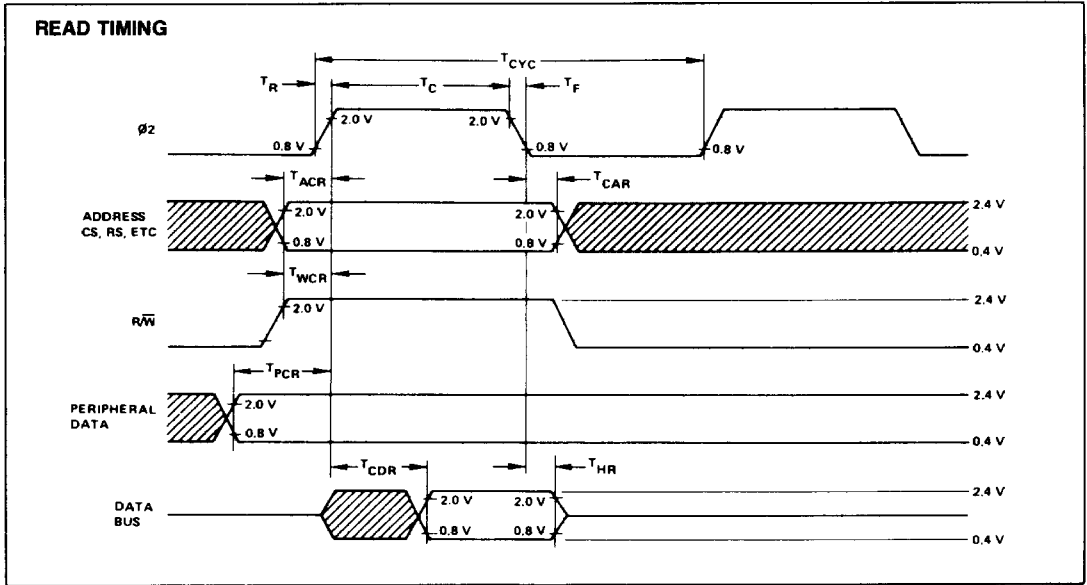 READ TIMING
TCYC
TR
TC
TF
Ø2
2.0 V
2.0 V
0.8 V
0.8 V
0.8 V
TACR
TCAR
ADDRESS
CS, RS, ETC
2.0 V
2.0 V
2.4 V
0.8 V
0.8 V
0.4 V
TWCR
R/W̅
2.0 V
2.4 V
0.4 V
TPCR
PERIPHERAL
DATA
2.0 V
2.4 V
0.8 V
0.4 V
TCDR
THR
DATA
BUS
2.0 V
2.0 V
2.4 V
0.8 V
0.8 V
0.4 V